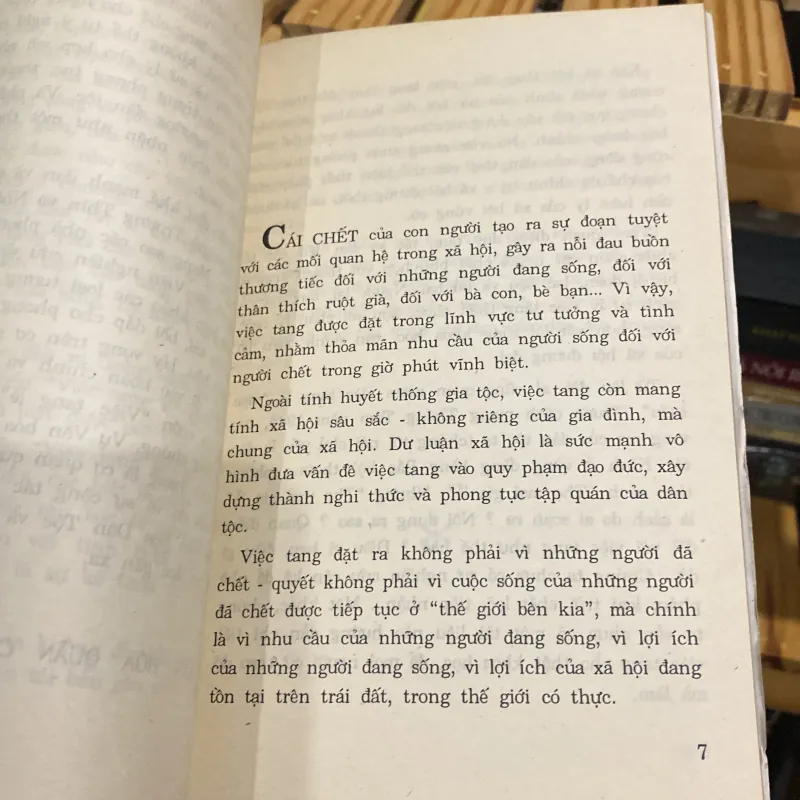 CÁI CHẾT của con người tạo ra sự đoạn tuyệt
với các mối quan hệ trong xã hội, gây ra nỗi đau buồn
thương tiếc đối với những người đang sống, đối với
thân thích ruột già, đối với bà con, bè bạn... Vì vậy,
việc tang được đặt trong lĩnh vực tư tưởng và tình
cảm, nhằm thỏa mãn nhu cầu của người sống đối với
người chết trong giờ phút vĩnh biệt.
Ngoài tính huyết thống gia tộc, việc tang còn mang
tính xã hội sâu sắc - không riêng của gia đình, mà
chung của xã hội. Dư luận xã hội là sức mạnh vô
hình đưa vấn đề việc tang vào quy phạm đạo đức, xây
dựng thành nghi thức và phong tục tập quán của dân
tộc.
Việc tang đặt ra không phải vì những người đã
chết - quyết không phải vì cuộc sống của những người
đã chết được tiếp tục ở “thế giới bên kia”, mà chính
là vì nhu cầu của những người đang sống, vì lợi ích
của những người đang sống, vì lợi ích của xã hội đang
tồn tại trên trái đất, trong thế giới có thực.
7